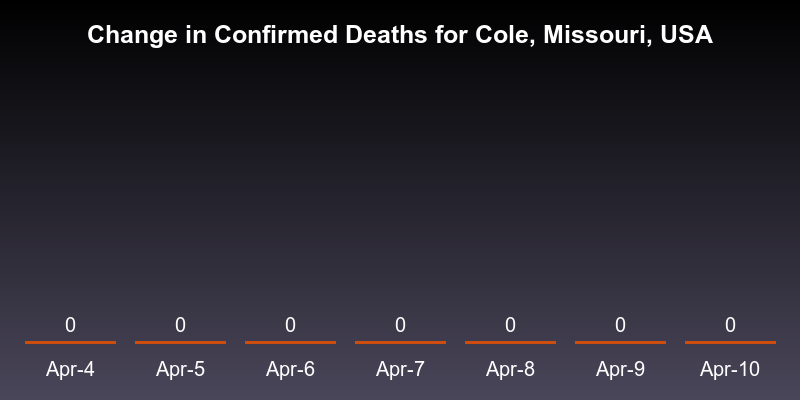 Change in Confirmed Deaths for Cole, Missouri, USA
0 0 0 0 0 0 0
Apr-4 Apr-5 Apr-6 Apr-7 Apr-8 Apr-9 Apr-10